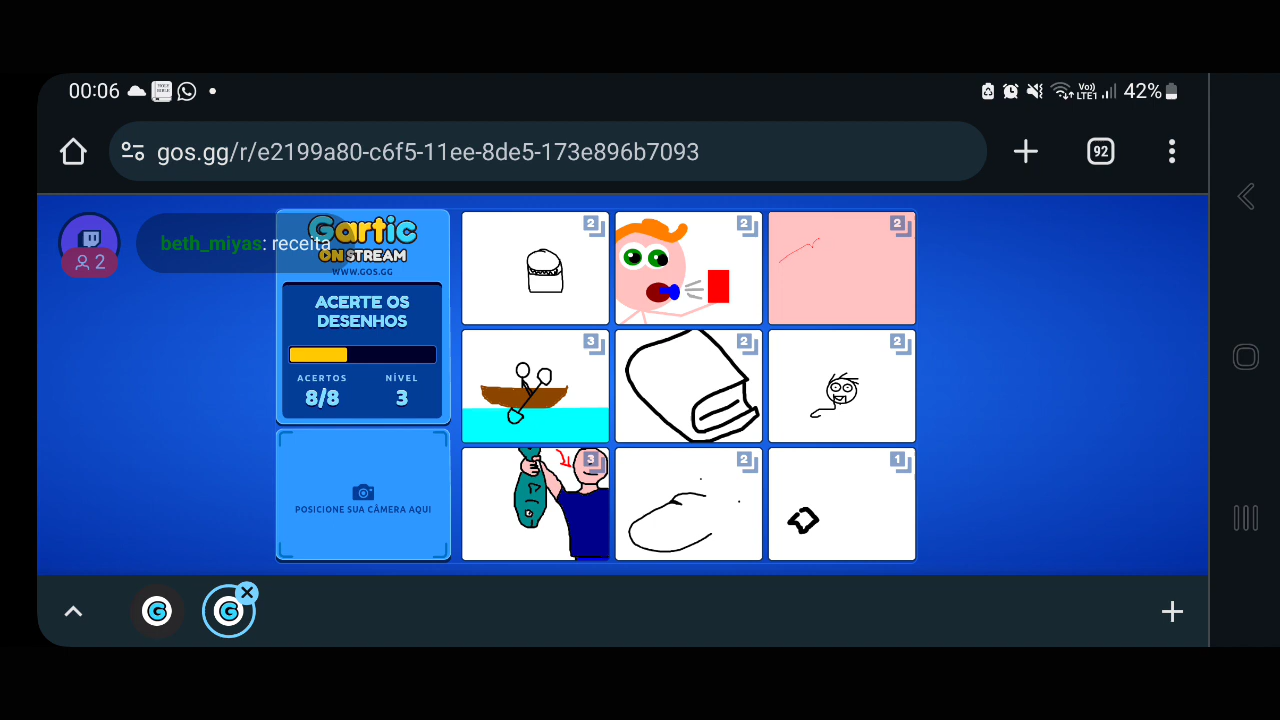 00:06
Vo))
LTE1
42%
gos.gg/r/e2199a80-c6f5-11ee-8de5-173e896b7093
92
2
beth_miyas: receita
Gartic
ON STREAM
WWW.GOS.GG
ACERTE OS
DESENHOS
ACERTOS NÍVEL
8/8 3
POSICIONE SUA CÂMERA AQUI
2 2 2
3 2 2
3 2 1
G G